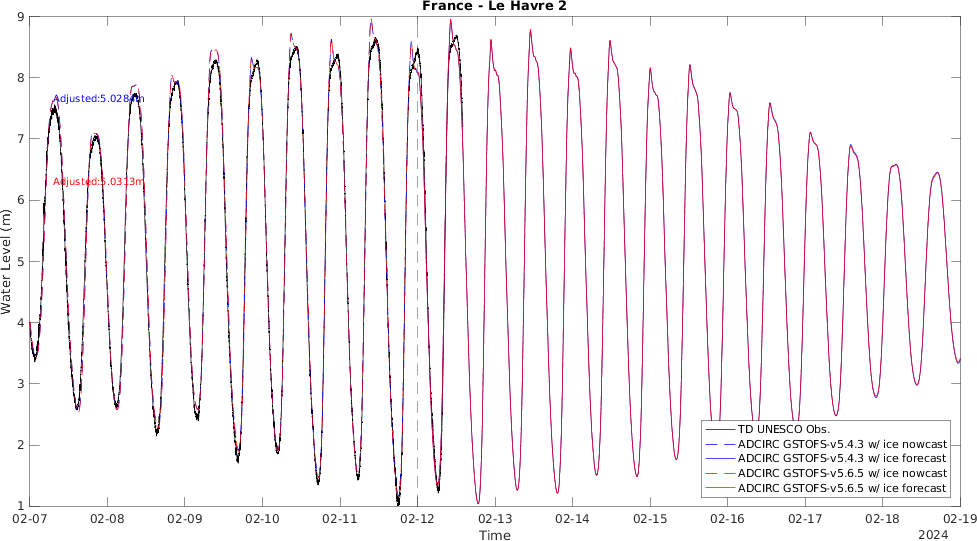 France - Le Havre 2
9
8
7
6
5
4
3
2
1
Water Level (m)
Adjusted:5.0284m
Adjusted:5.0313m
TD UNESCO Obs.
ADCIRC GSTOFS-v5.4.3 w/ ice nowcast
ADCIRC GSTOFS-v5.4.3 w/ ice forecast
ADCIRC GSTOFS-v5.6.5 w/ ice nowcast
ADCIRC GSTOFS-v5.6.5 w/ ice forecast
02-07 02-08 02-09 02-10 02-11 02-12 02-13 02-14 02-15 02-16 02-17 02-18 02-19
Time
2024